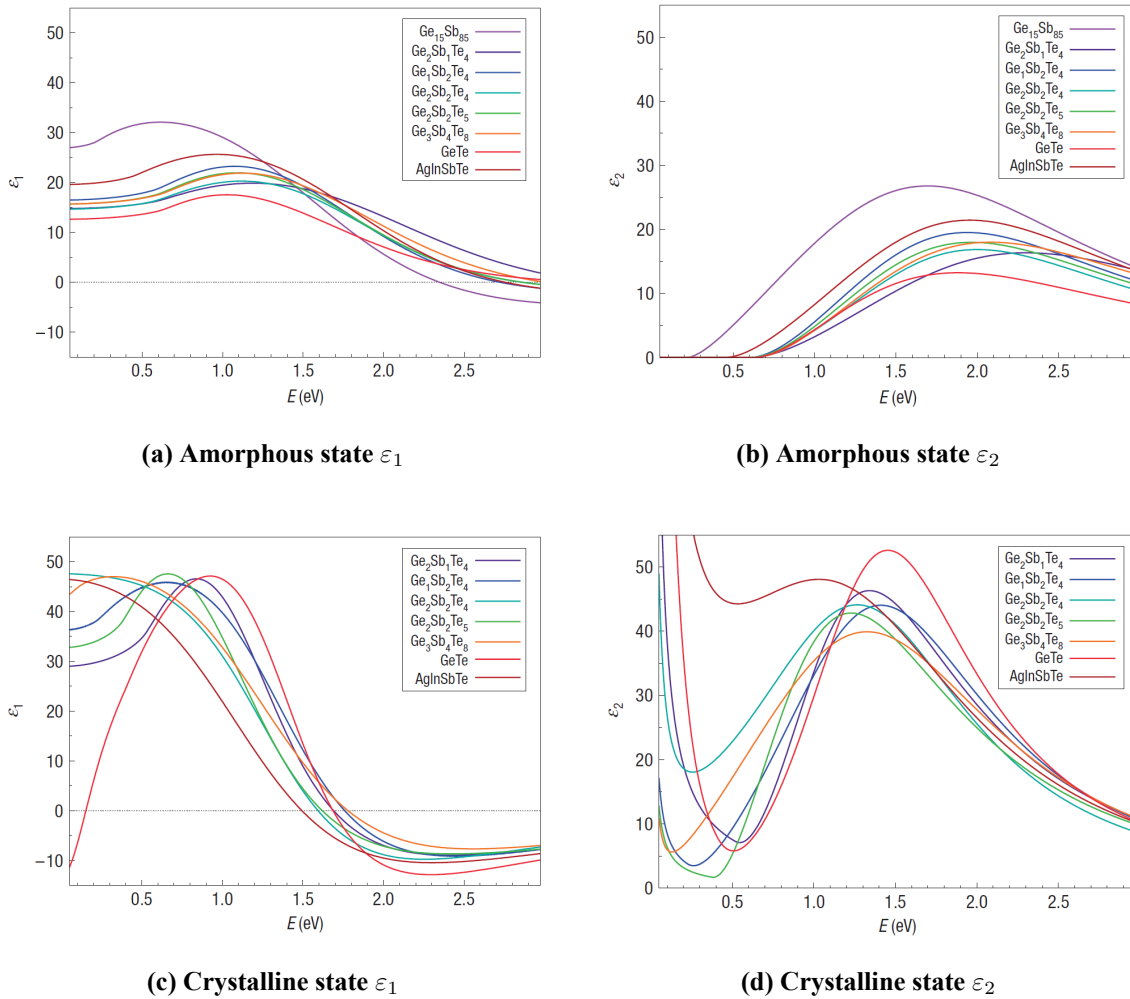 50
40
30
20
10
0
−10
ε₁
0.5
1.0
1.5
2.0
2.5
E (eV)
Ge₁₅Sb₈₅
Ge₂Sb₁Te₄
Ge₁Sb₂Te₄
Ge₂Sb₂Te₄
Ge₂Sb₂Te₅
Ge₃Sb₄Te₈
GeTe
AgInSbTe
(a) Amorphous state ε₁
50
40
30
20
10
0
ε₂
0.5
1.0
1.5
2.0
2.5
E (eV)
Ge₁₅Sb₈₅
Ge₂Sb₁Te₄
Ge₁Sb₂Te₄
Ge₂Sb₂Te₄
Ge₂Sb₂Te₅
Ge₃Sb₄Te₈
GeTe
AgInSbTe
(b) Amorphous state ε₂
50
40
30
20
10
0
−10
ε₁
0.5
1.0
1.5
2.0
2.5
E (eV)
Ge₂Sb₁Te₄
Ge₁Sb₂Te₄
Ge₂Sb₂Te₄
Ge₂Sb₂Te₅
Ge₃Sb₄Te₈
GeTe
AgInSbTe
(c) Crystalline state ε₁
50
40
30
20
10
0
ε₂
0.5
1.0
1.5
2.0
2.5
E (eV)
Ge₂Sb₁Te₄
Ge₁Sb₂Te₄
Ge₂Sb₂Te₄
Ge₂Sb₂Te₅
Ge₃Sb₄Te₈
GeTe
AgInSbTe
(d) Crystalline state ε₂